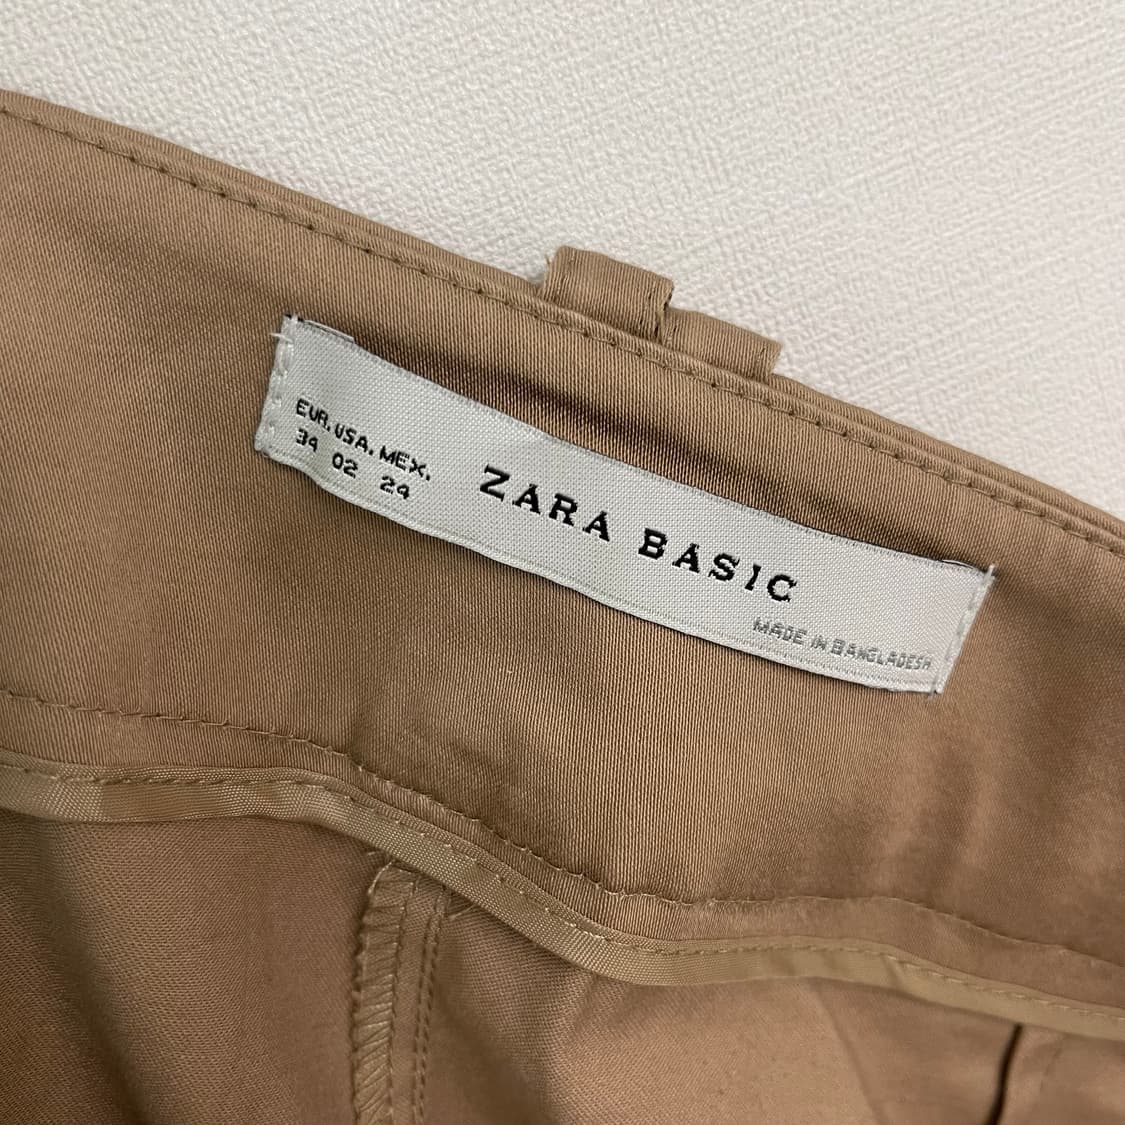 EUR. USA. MEX.
34 02 24
ZARA BASIC
MADE IN BANGLADESH